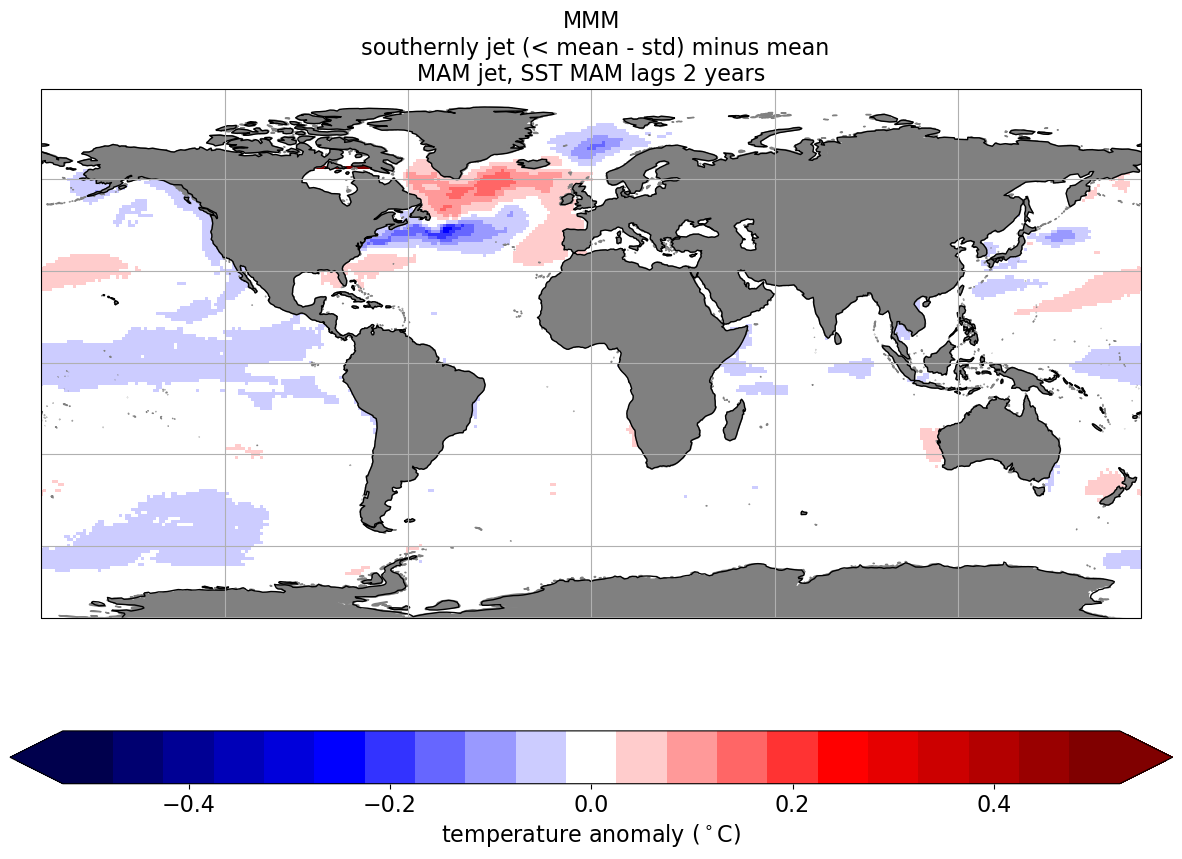 MMM
southernly jet (< mean - std) minus mean
MAM jet, SST MAM lags 2 years
−0.4 −0.2 0.0 0.2 0.4
temperature anomaly (°C)